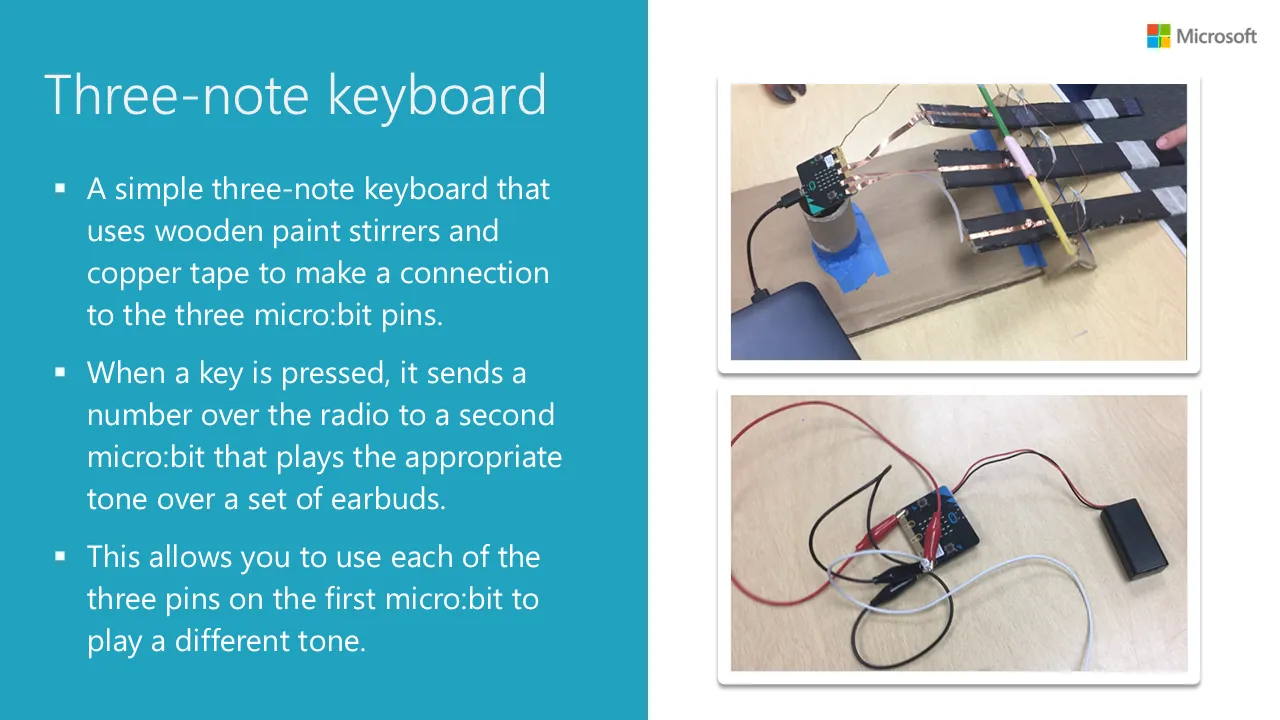 Microsoft
Three-note keyboard
▪ A simple three-note keyboard that
uses wooden paint stirrers and
copper tape to make a connection
to the three micro:bit pins.
▪ When a key is pressed, it sends a
number over the radio to a second
micro:bit that plays the appropriate
tone over a set of earbuds.
▪ This allows you to use each of the
three pins on the first micro:bit to
play a different tone.